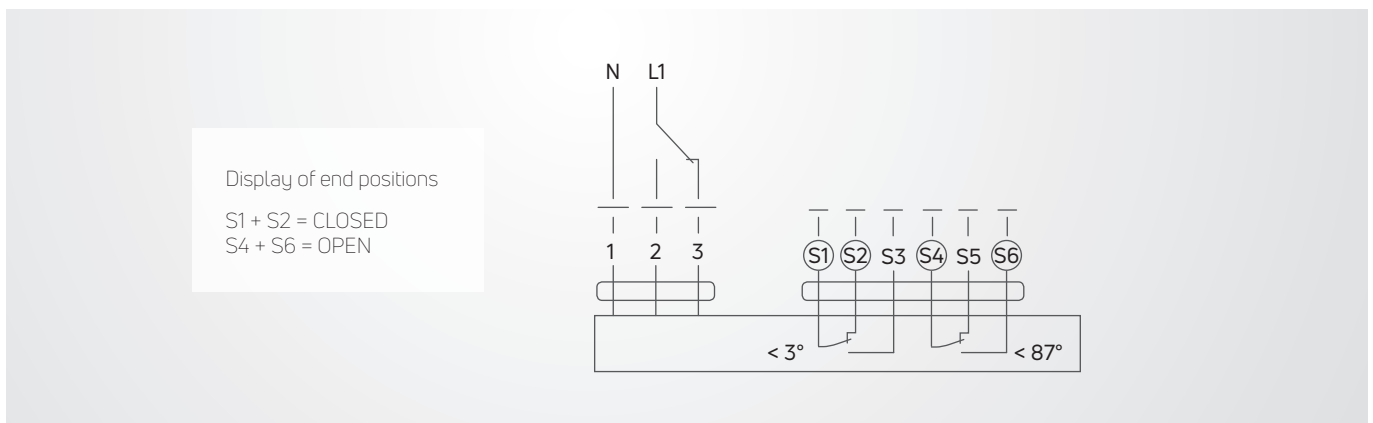 Display of end positions
S1 + S2 = CLOSED
S4 + S6 = OPEN
N L1
1 2 3
S1 S2 S3 S4 S5 S6
< 3° < 87°